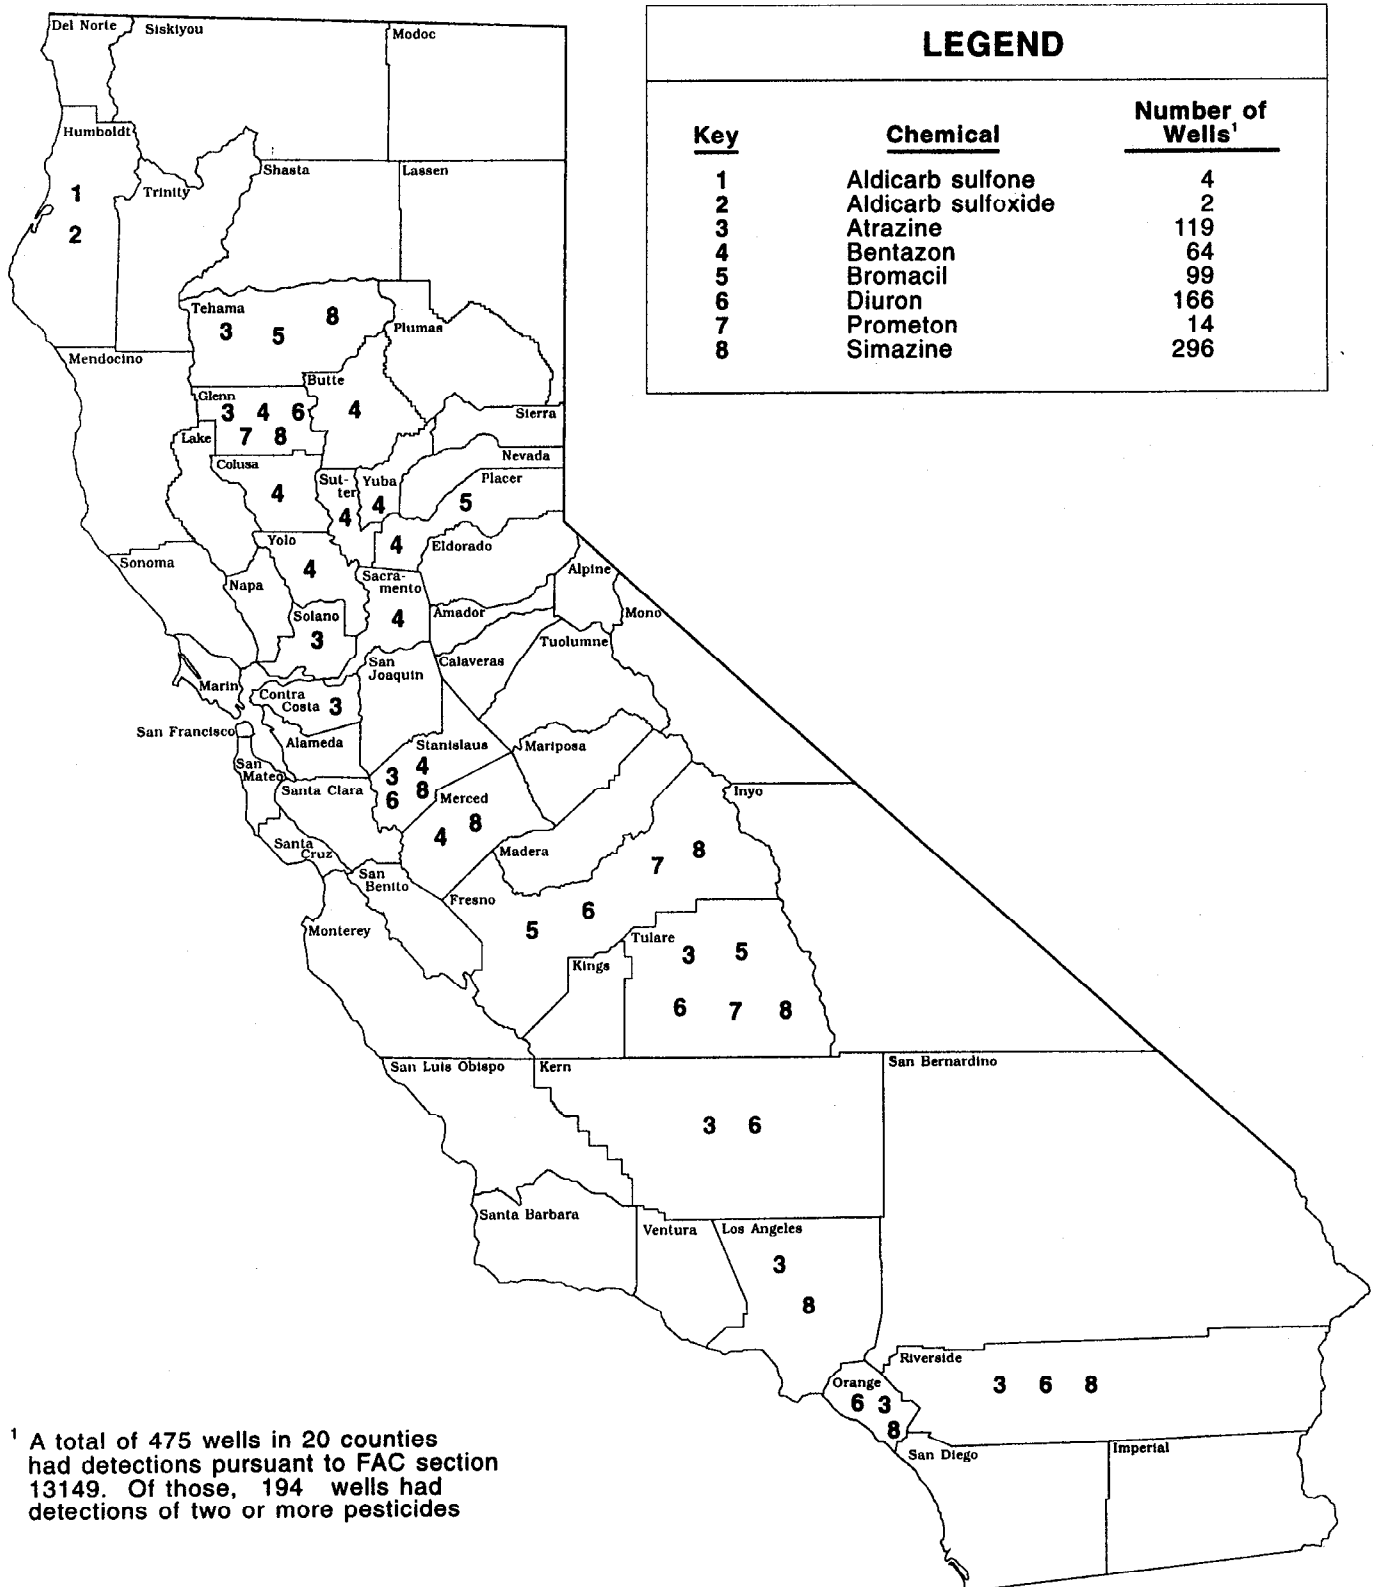 LEGEND
Key Chemical Number of Wells¹
1 Aldicarb sulfone 4
2 Aldicarb sulfoxide 2
3 Atrazine 119
4 Bentazon 64
5 Bromacil 99
6 Diuron 166
7 Prometon 14
8 Simazine 296
Del Norte
Siskiyou
Modoc
Humboldt
1
2
Trinity
Shasta
Lassen
Tehama
3 5 8
Plumas
Mendocino
Butte
4
Glenn
3 4 6
7 8
Sierra
Lake
Colusa
4
Nevada
Sut-
ter
4
Yuba
4
Placer
5
4
Yolo
4
Eldorado
Sonoma
Napa
Sacra-
mento
4
Alpine
Solano
3
Amador
Mono
Tuolumne
San
Joaquin
Calaveras
Marin
Contra
Costa 3
San Francisco
Alameda
Stanislaus
3 4
6 8
Mariposa
San
Mateo
Santa Clara
Merced
4 8
Inyo
Santa
Cruz
Madera
San
Benito
Fresno
7 8
5 6
Monterey
Tulare
3 5
6 7 8
Kings
San Luis Obispo
Kern
3 6
San Bernardino
Santa Barbara
Ventura
Los Angeles
3
8
Riverside
3 6 8
Orange
6 3
8
San Diego
Imperial
¹ A total of 475 wells in 20 counties
had detections pursuant to FAC section
13149. Of those, 194 wells had
detections of two or more pesticides